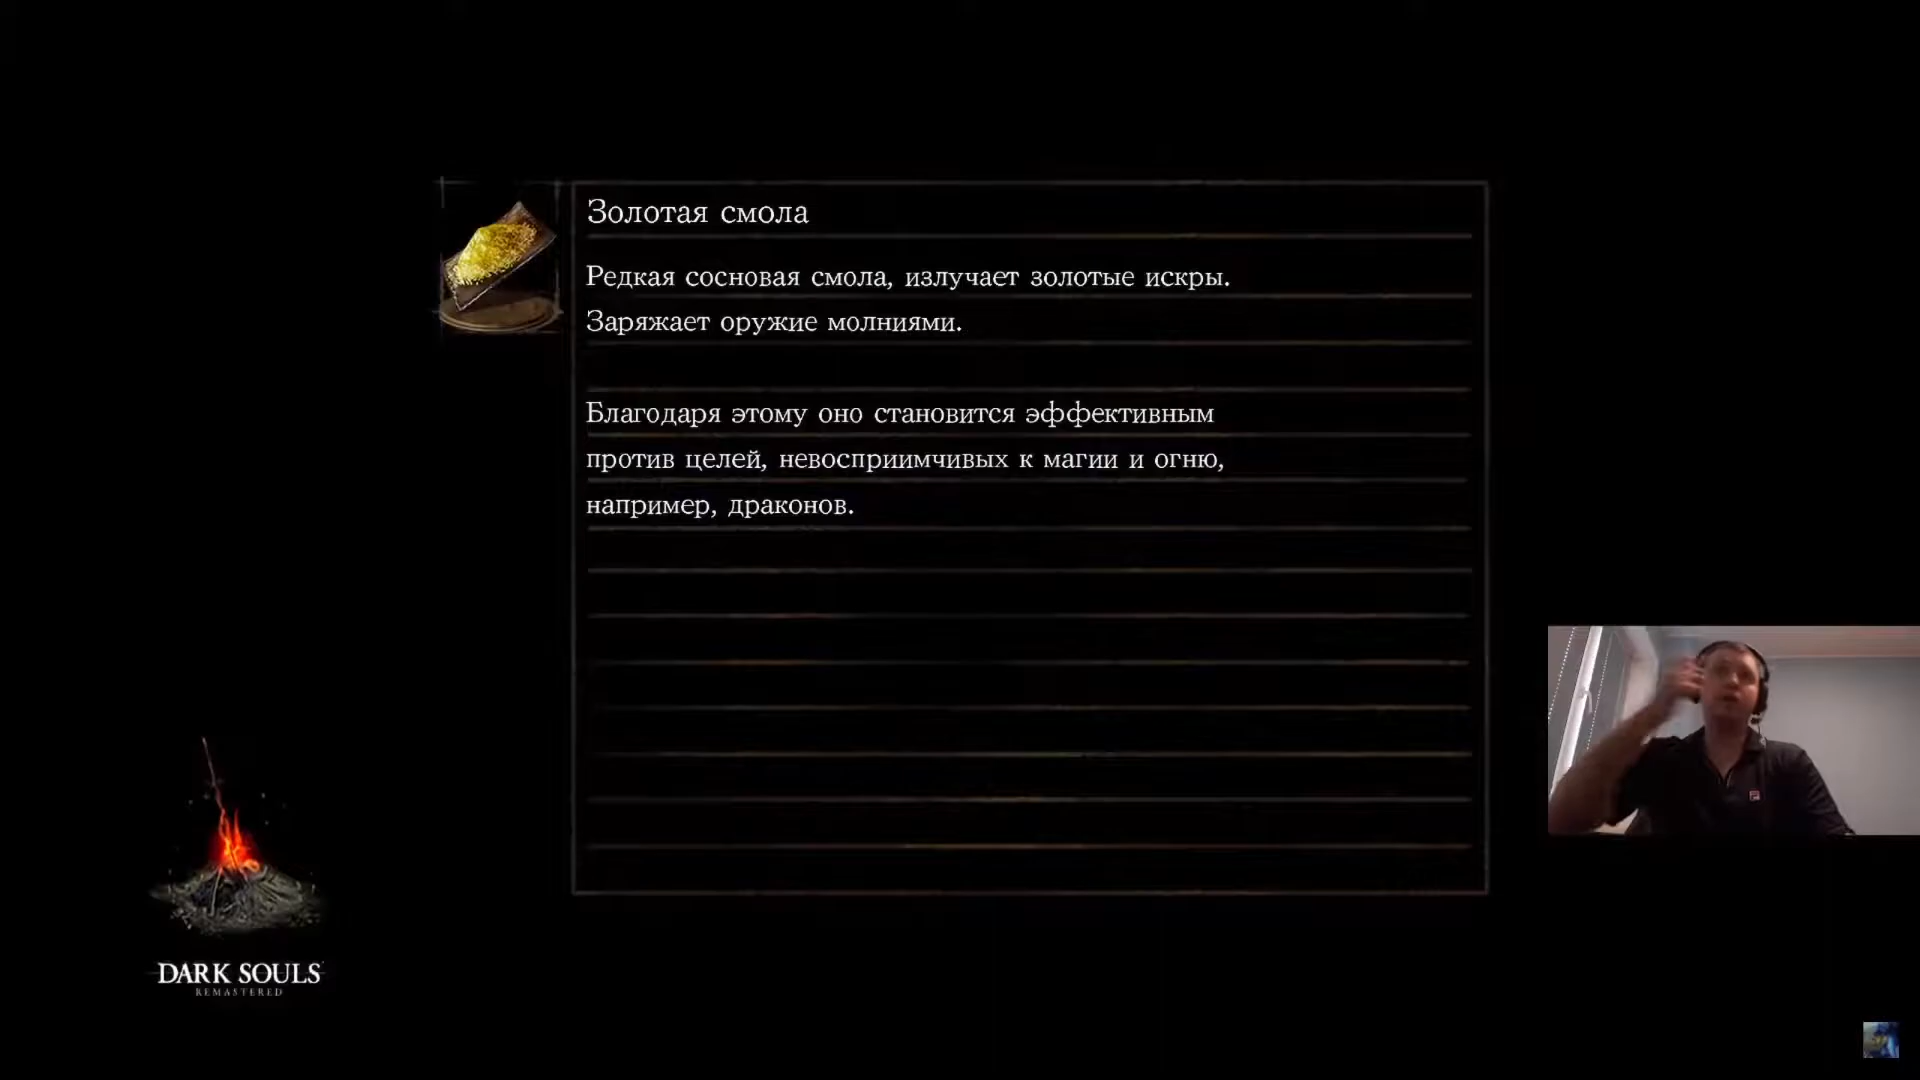 Золотая смола
Редкая сосновая смола, излучает золотые искры.
Заряжает оружие молниями.
Благодаря этому оно становится эффективным
против целей, невосприимчивых к магии и огню,
например, драконов.
DARK SOULS
REMASTERED